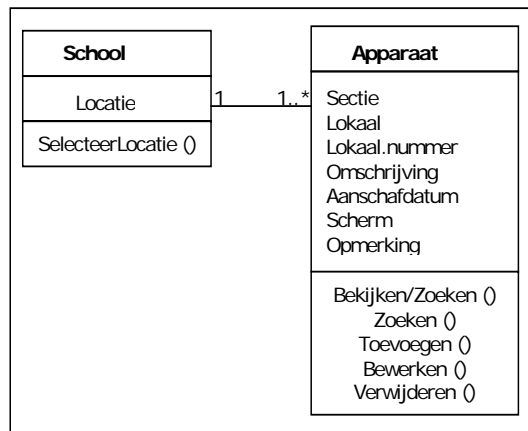 School
Locatie
SelecteerLocatie ()
1
1..*
Apparaat
Sectie
Lokaal
Lokaal.nummer
Omschrijving
Aanschafdatum
Scherm
Opmerking
Bekijken/Zoeken ()
Zoeken ()
Toevoegen ()
Bewerken ()
Verwijderen ()